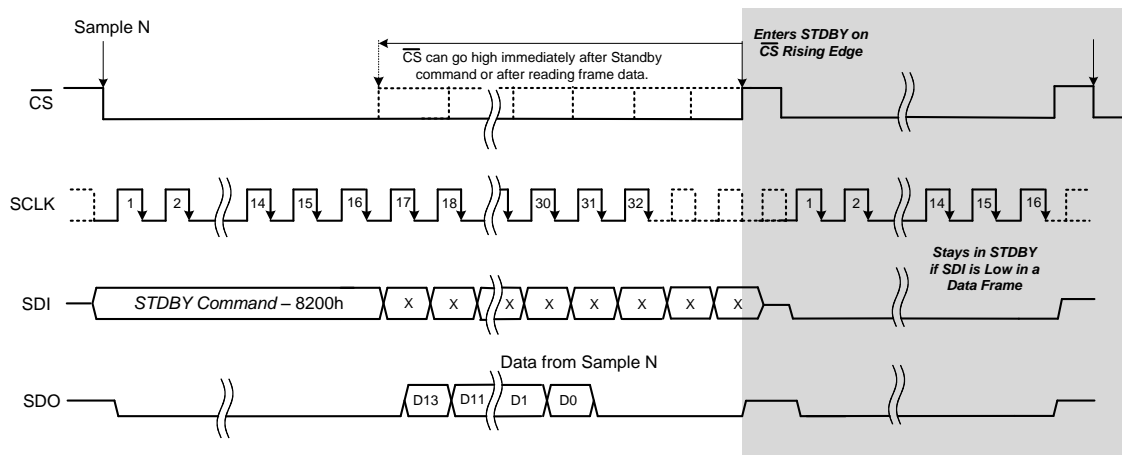 Sample N
CS can go high immediately after Standby
command or after reading frame data.
Enters STDBY on
CS Rising Edge
CS
SCLK
1 2 14 15 16 17 18 30 31 32 1 2 14 15 16
Stays in STDBY
if SDI is Low in a
Data Frame
SDI
STDBY Command – 8200h X X X X X X X X
Data from Sample N
SDO
D13 D11 D1 D0